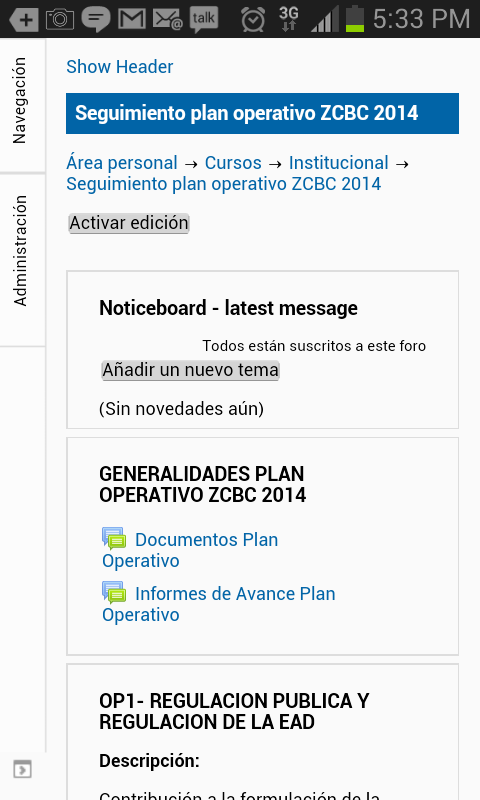 talk 3G 5:33 PM
Navegación
Administración
Show Header
Seguimiento plan operativo ZCBC 2014
Área personal → Cursos → Institucional →
Seguimiento plan operativo ZCBC 2014
Activar edición
Noticeboard - latest message
Todos están suscritos a este foro
Añadir un nuevo tema
(Sin novedades aún)
GENERALIDADES PLAN
OPERATIVO ZCBC 2014
Documentos Plan
Operativo
Informes de Avance Plan
Operativo
OP1- REGULACION PUBLICA Y
REGULACION DE LA EAD
Descripción:
Contribución a la formulación de la